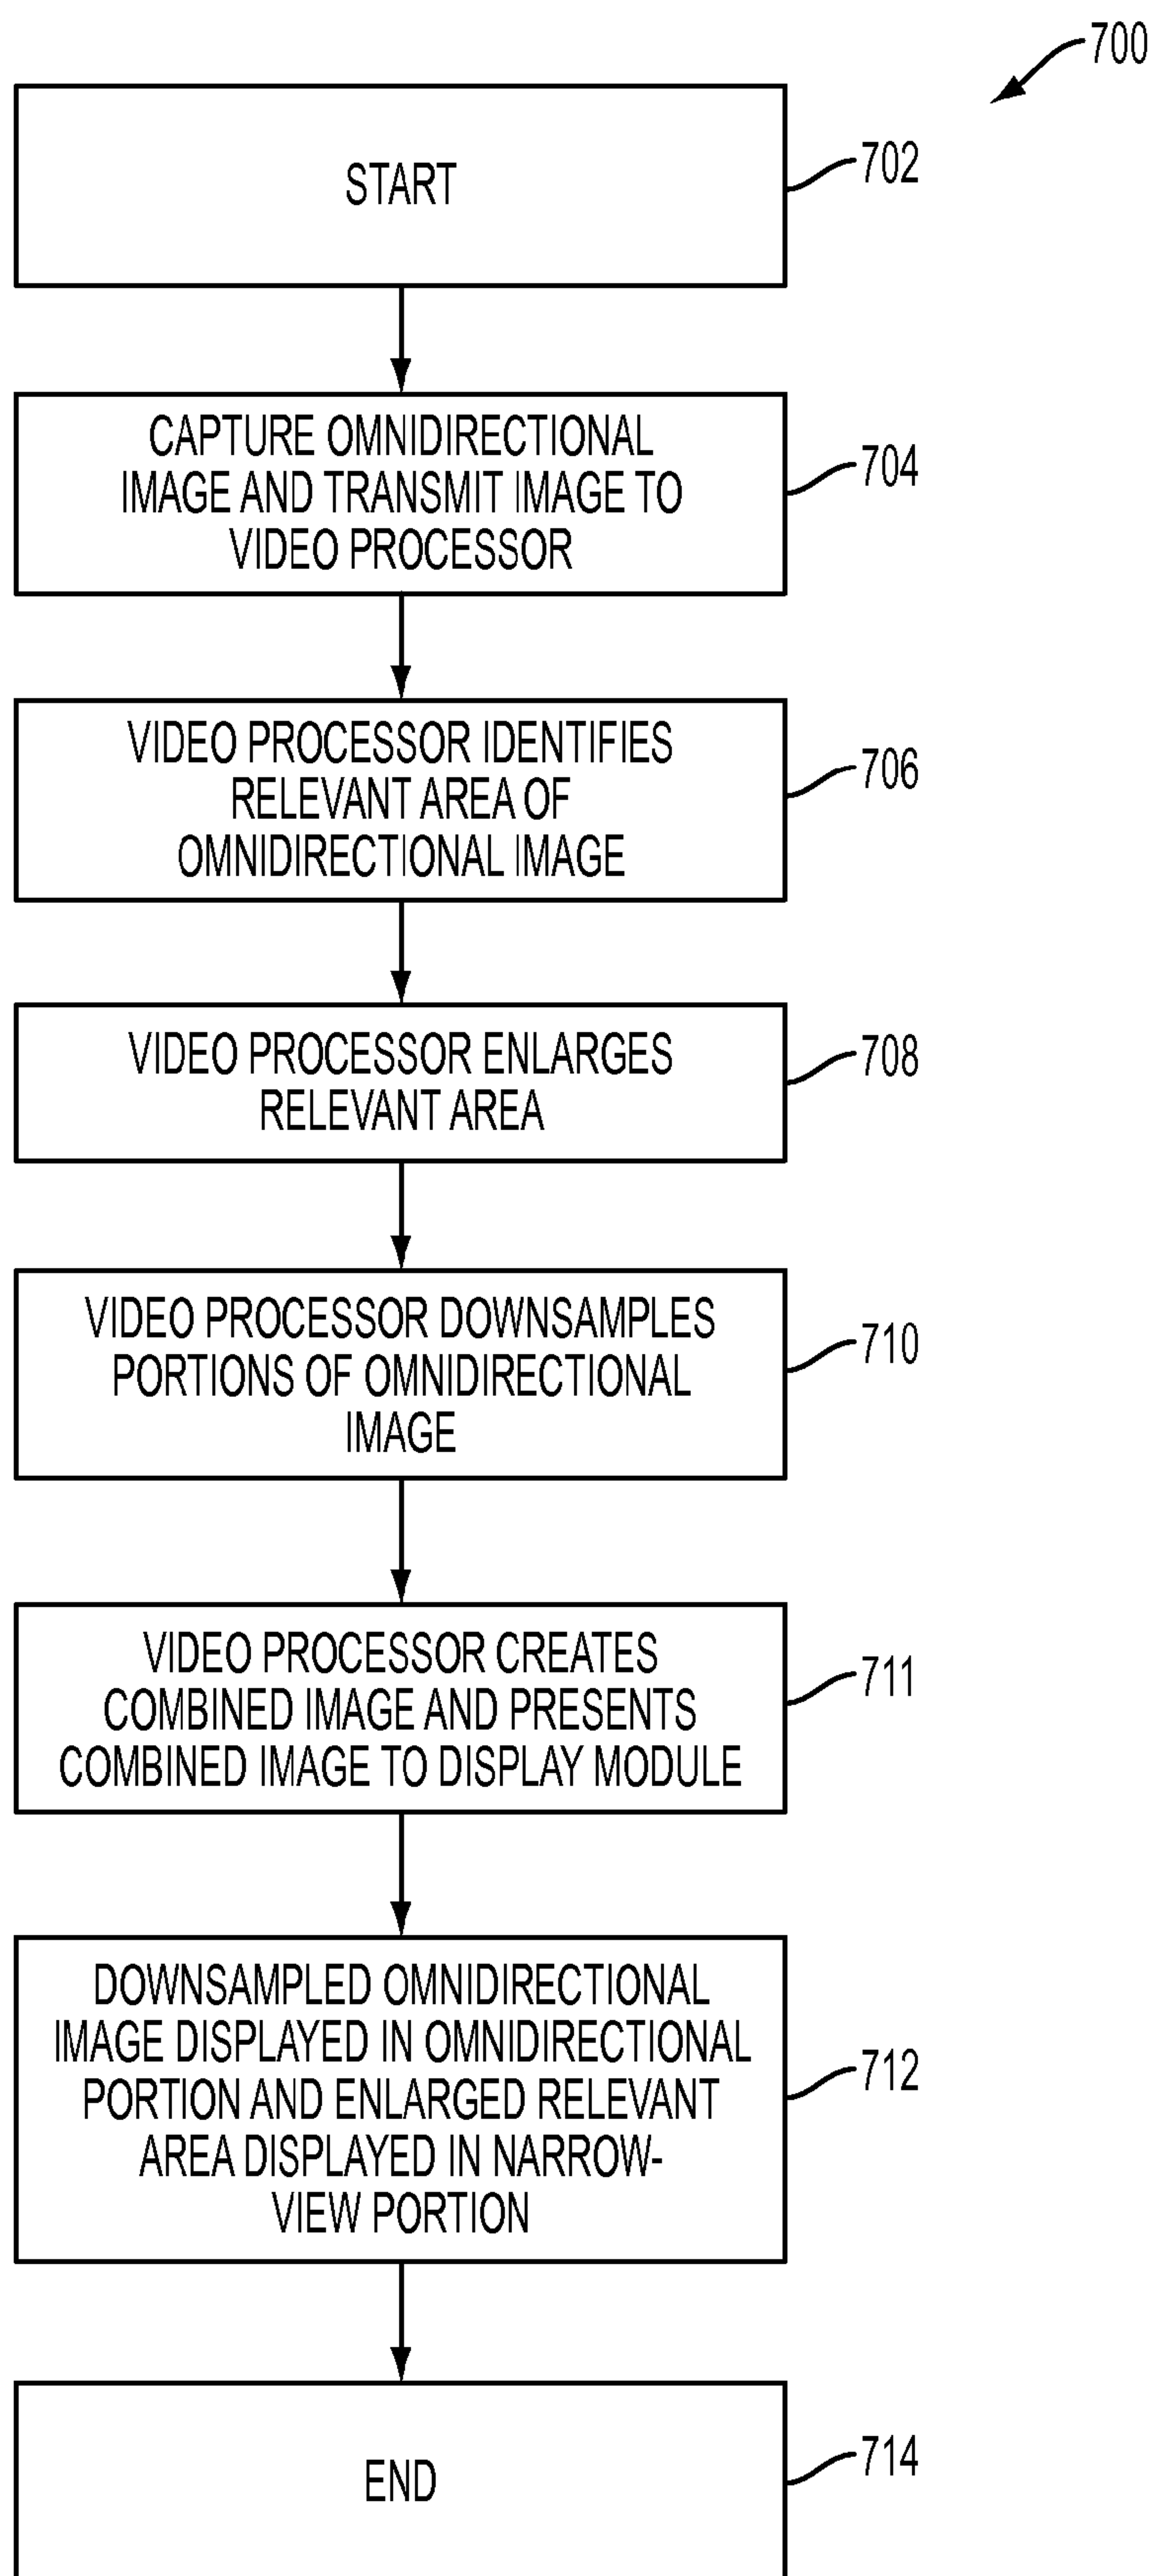 700
START
702
CAPTURE OMNIDIRECTIONAL
IMAGE AND TRANSMIT IMAGE TO
VIDEO PROCESSOR
704
VIDEO PROCESSOR IDENTIFIES
RELEVANT AREA OF
OMNIDIRECTIONAL IMAGE
706
VIDEO PROCESSOR ENLARGES
RELEVANT AREA
708
VIDEO PROCESSOR DOWNSAMPLES
PORTIONS OF OMNIDIRECTIONAL
IMAGE
710
VIDEO PROCESSOR CREATES
COMBINED IMAGE AND PRESENTS
COMBINED IMAGE TO DISPLAY MODULE
711
DOWNSAMPLED OMNIDIRECTIONAL
IMAGE DISPLAYED IN OMNIDIRECTIONAL
PORTION AND ENLARGED RELEVANT
AREA DISPLAYED IN NARROW-
VIEW PORTION
712
END
714